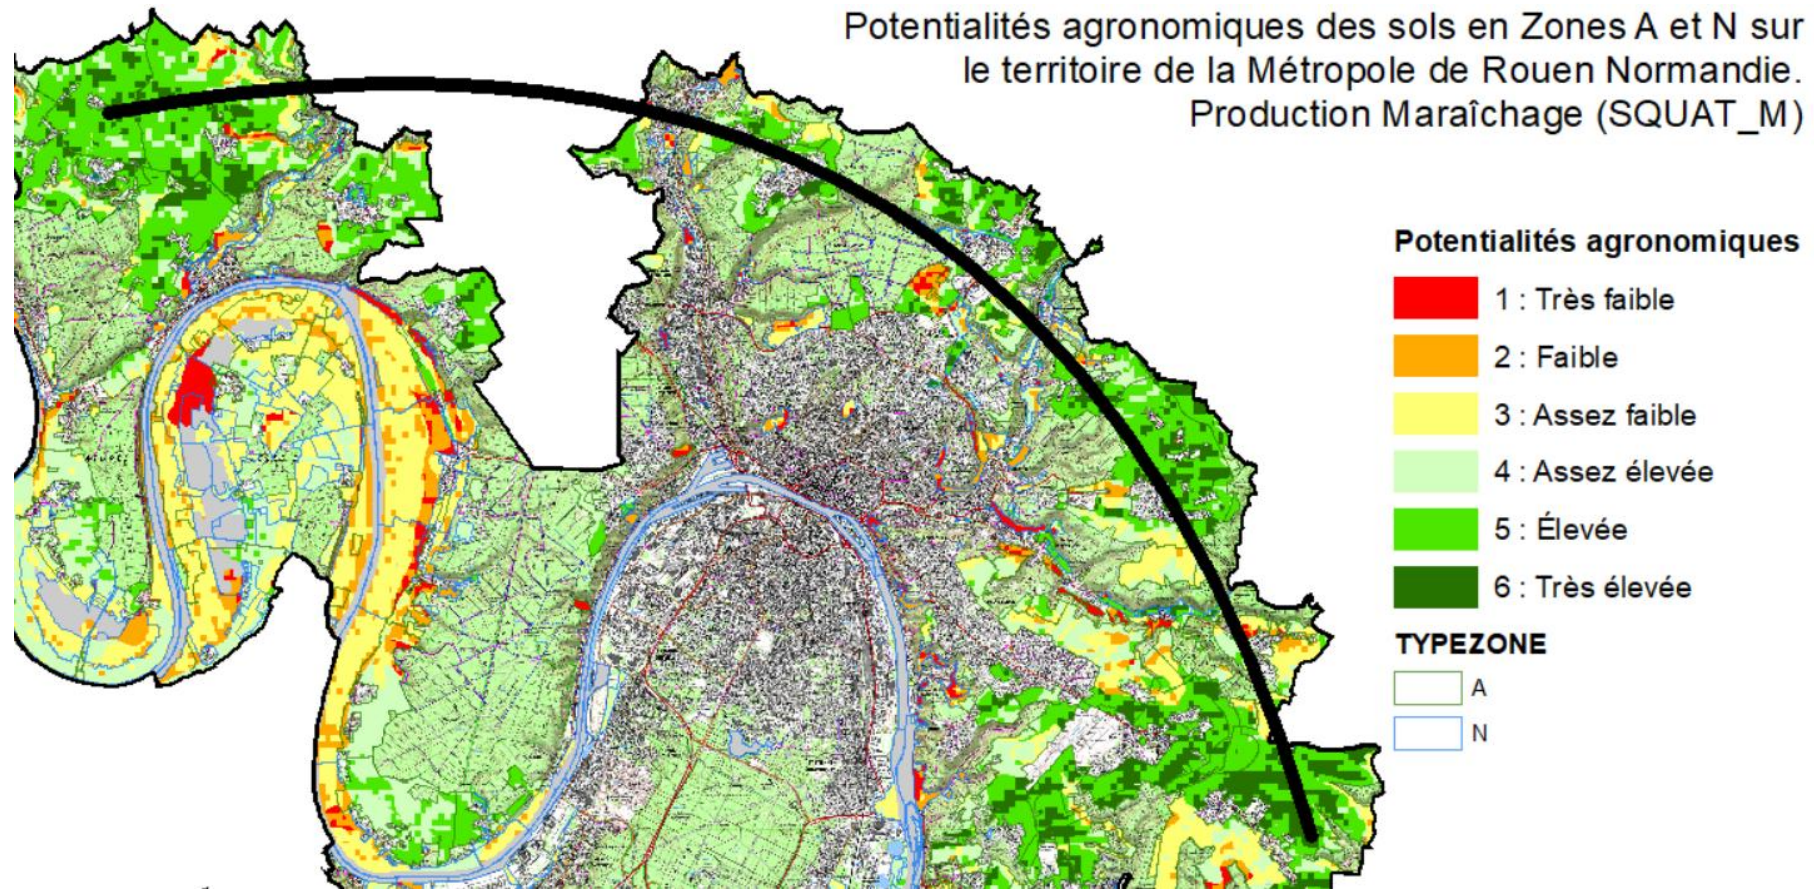 Potentialités agronomiques des sols en Zones A et N sur
le territoire de la Métropole de Rouen Normandie.
Production Maraîchage (SQUAT_M)
Potentialités agronomiques
1 : Très faible
2 : Faible
3 : Assez faible
4 : Assez élevée
5 : Élevée
6 : Très élevée
TYPEZONE
A
N